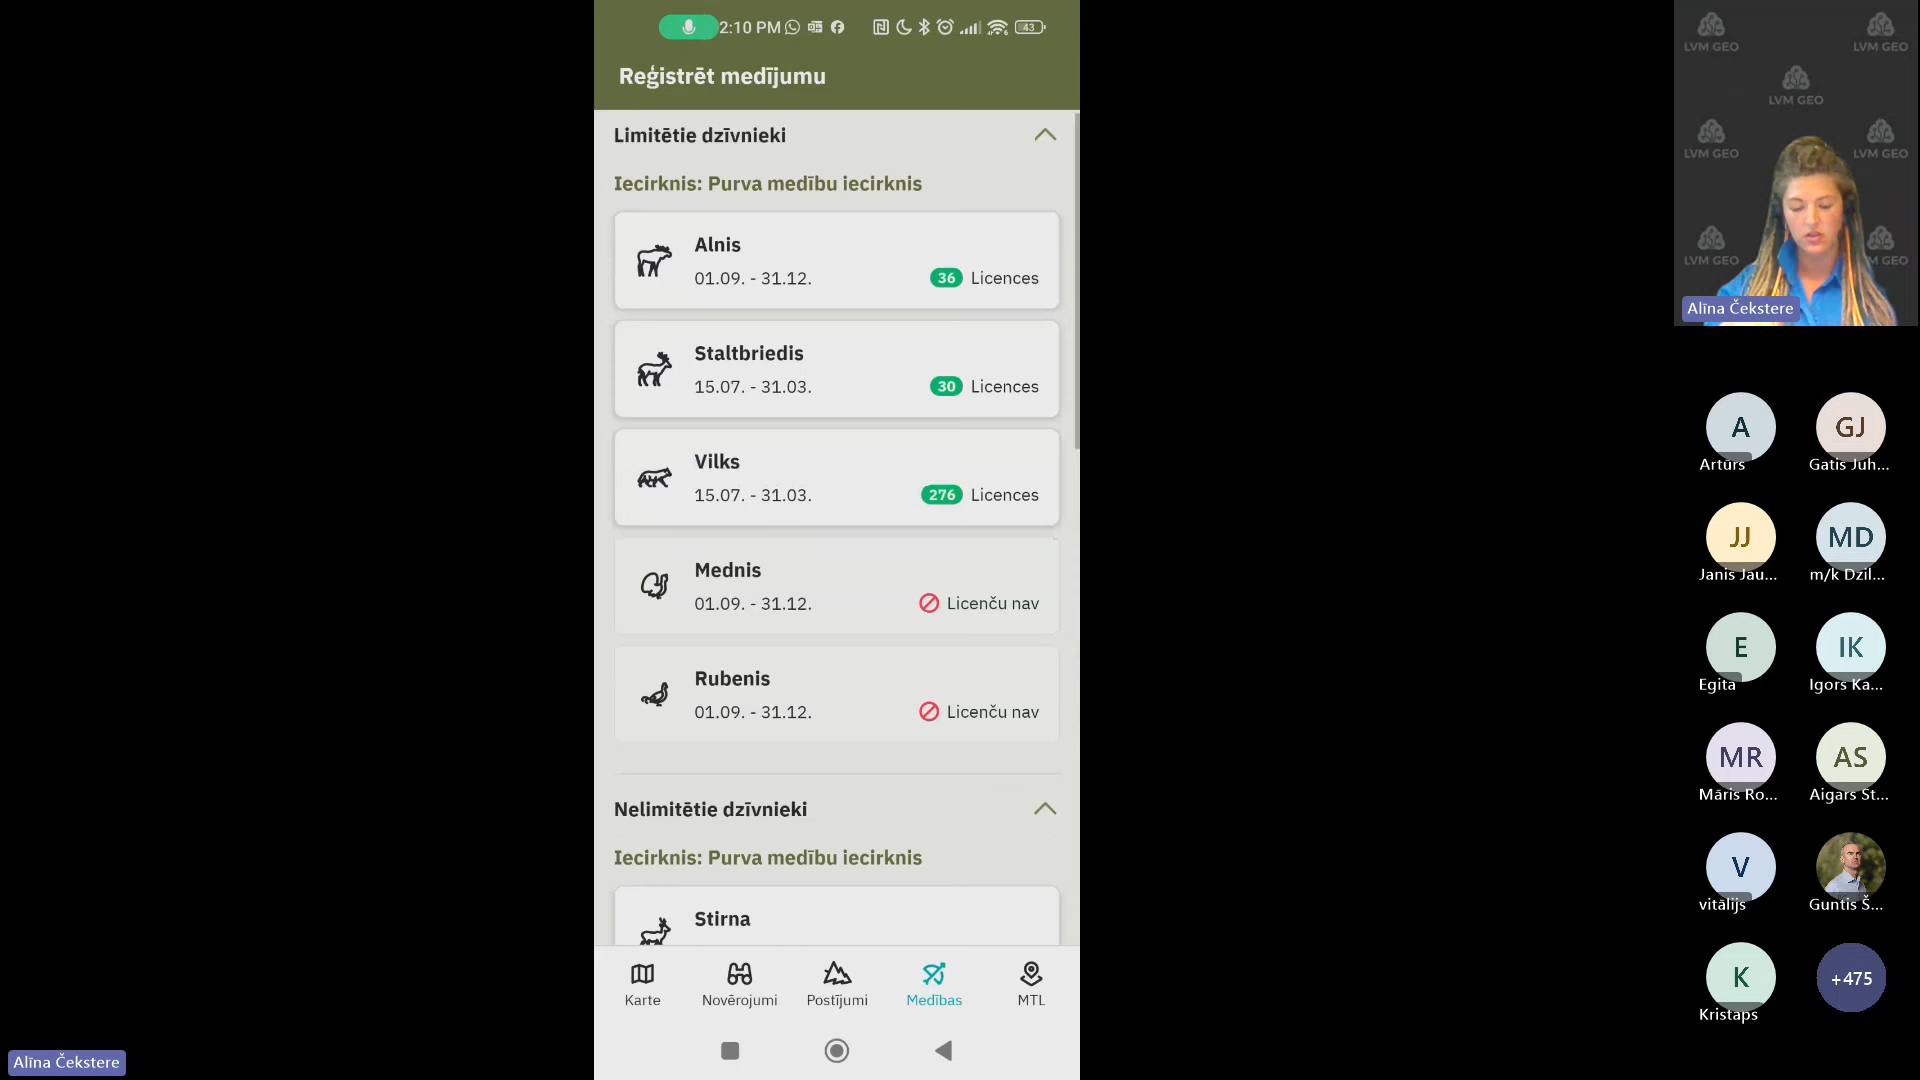 2:10 PM
43
Reģistrēt medījumu
Limitētie dzīvnieki
Iecirknis: Purva medību iecirknis
Alnis
01.09. - 31.12.
36 Licences
Staltbriedis
15.07. - 31.03.
30 Licences
Vilks
15.07. - 31.03.
276 Licences
Mednis
01.09. - 31.12.
Licenču nav
Rubenis
01.09. - 31.12.
Licenču nav
Nelimitētie dzīvnieki
Iecirknis: Purva medību iecirknis
Stirna
Karte
Novērojumi
Postījumi
Medības
MTL
Alīna Čekstere
LVM GEO
LVM GEO
LVM GEO
LVM GEO
LVM GEO
LVM GEO
LVM GEO
Alīna Čekstere
A
Artūrs
GJ
Gatis Juh...
JJ
Janis Jau...
MD
m/k Dzil...
E
Egita
IK
Igors Ka...
MR
Māris Ro...
AS
Aigars St...
V
vitālijs
Guntis Š...
K
Kristaps
+475